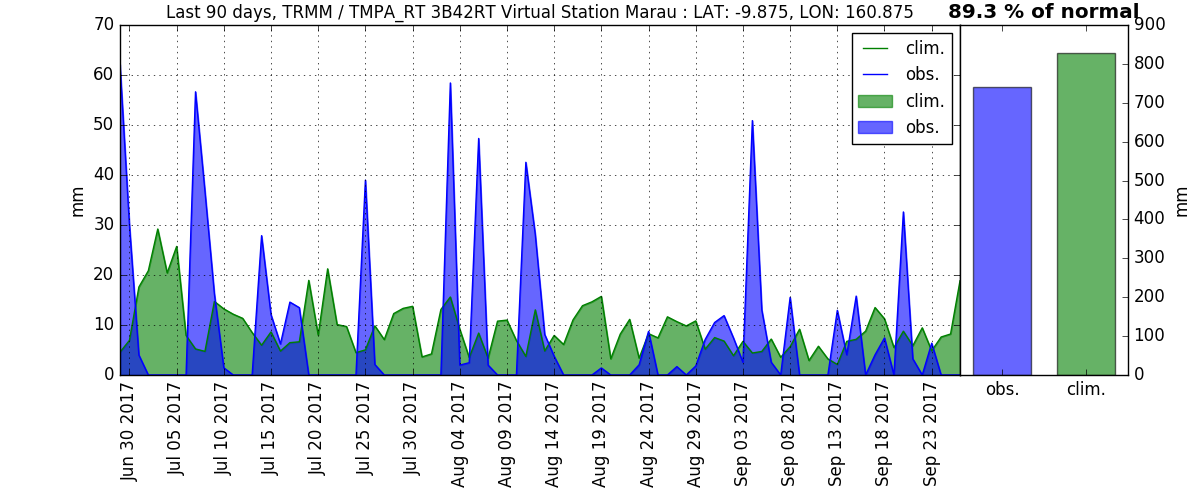 Last 90 days, TRMM / TMPA_RT 3B42RT Virtual Station Marau : LAT: -9.875, LON: 160.875
89.3 % of normal
mm
70
60
50
40
30
20
10
0
clim.
obs.
clim.
obs.
Jun 30 2017
Jul 05 2017
Jul 10 2017
Jul 15 2017
Jul 20 2017
Jul 25 2017
Jul 30 2017
Aug 04 2017
Aug 09 2017
Aug 14 2017
Aug 19 2017
Aug 24 2017
Aug 29 2017
Sep 03 2017
Sep 08 2017
Sep 13 2017
Sep 18 2017
Sep 23 2017
900
800
700
600
500
400
300
200
100
0
mm
obs.
clim.